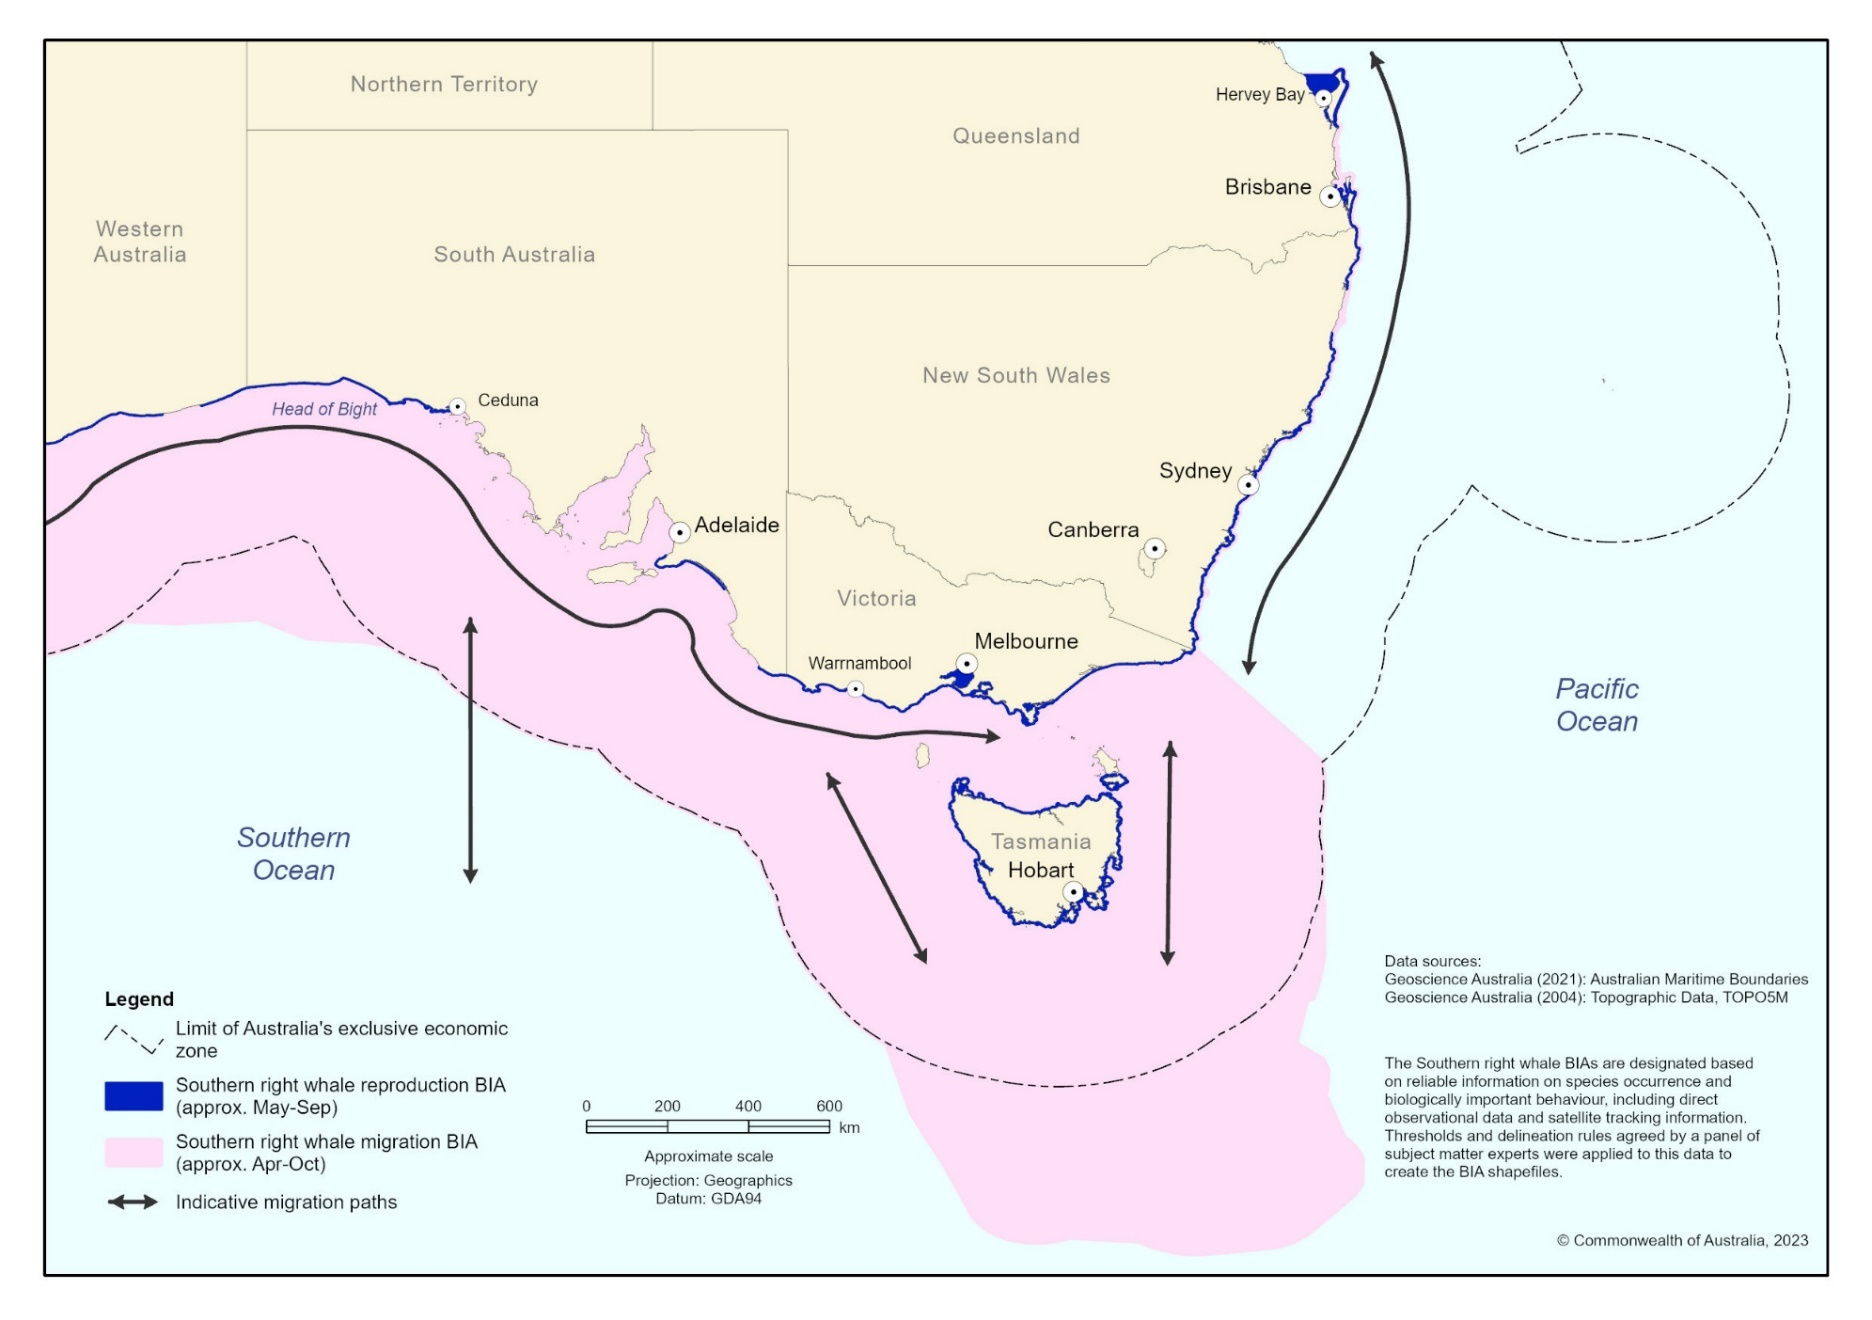 Northern Territory
Hervey Bay
Queensland
Brisbane
Western
Australia
South Australia
New South Wales
Head of Bight
Ceduna
Sydney
Adelaide
Canberra
Victoria
Melbourne
Warrnambool
Pacific
Ocean
Southern
Ocean
Tasmania
Hobart
Legend
Limit of Australia's exclusive economic
zone
Southern right whale reproduction BIA
(approx. May-Sep)
Southern right whale migration BIA
(approx. Apr-Oct)
Indicative migration paths
0 200 400 600
km
Approximate scale
Projection: Geographics
Datum: GDA94
Data sources:
Geoscience Australia (2021): Australian Maritime Boundaries
Geoscience Australia (2004): Topographic Data, TOPO5M
The Southern right whale BIAs are designated based
on reliable information on species occurrence and
biologically important behaviour, including direct
observational data and satellite tracking information.
Thresholds and delineation rules agreed by a panel of
subject matter experts were applied to this data to
create the BIA shapefiles.
© Commonwealth of Australia, 2023